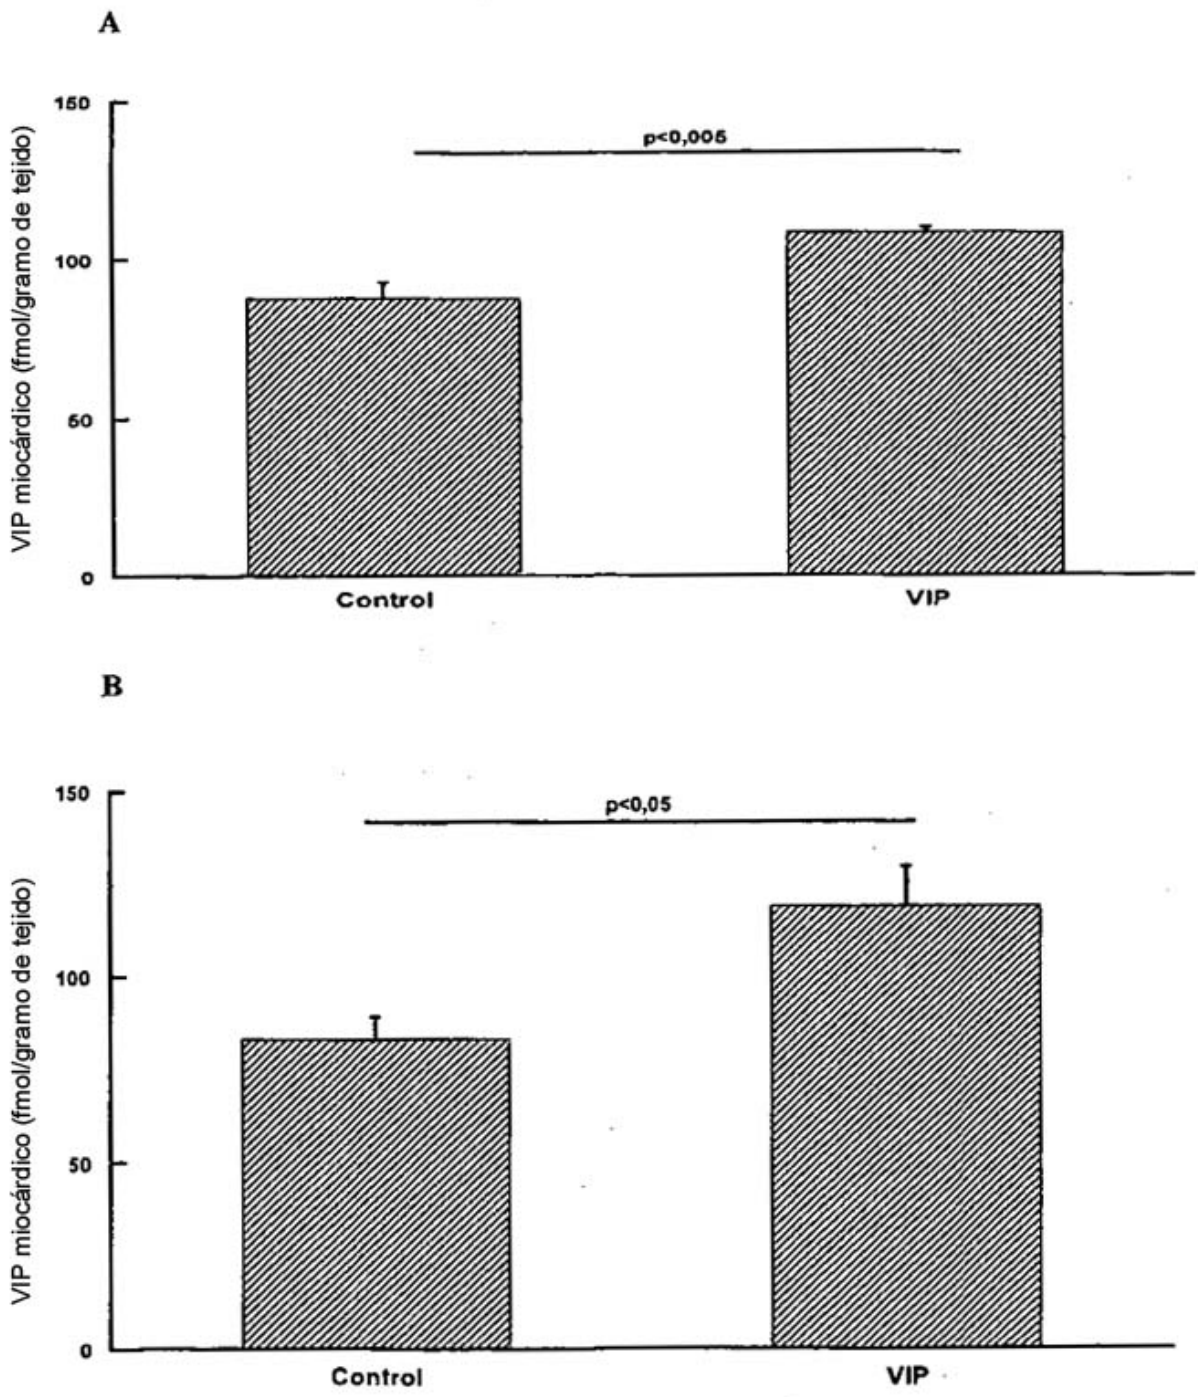 A
150
p<0,005
100
50
0
VIP miocárdico (fmol/gramo de tejido)
Control
VIP
B
150
p<0,05
100
50
0
VIP miocárdico (fmol/gramo de tejido)
Control
VIP